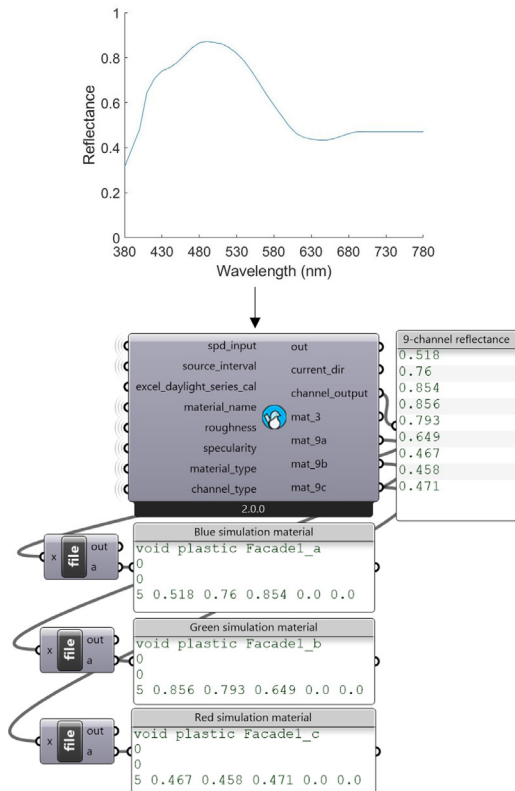 1
0.8
0.6
0.4
0.2
0
Reflectance
380 430 480 530 580 630 680 730 780
Wavelength (nm)
spd_input
source_interval
excel_daylight_series_cal
material_name
roughness
specularity
material_type
channel_type
out
current_dir
channel_output
mat_3
mat_9a
mat_9b
mat_9c
2.0.0
9-channel reflectance
0.518
0.76
0.854
0.856
0.793
0.649
0.467
0.458
0.471
x file out a
Blue simulation material
void plastic Facade1_a
0
0
5 0.518 0.76 0.854 0.0 0.0
x file out a
Green simulation material
void plastic Facade1_b
0
0
5 0.856 0.793 0.649 0.0 0.0
x file out a
Red simulation material
void plastic Facade1_c
0
0
5 0.467 0.458 0.471 0.0 0.0